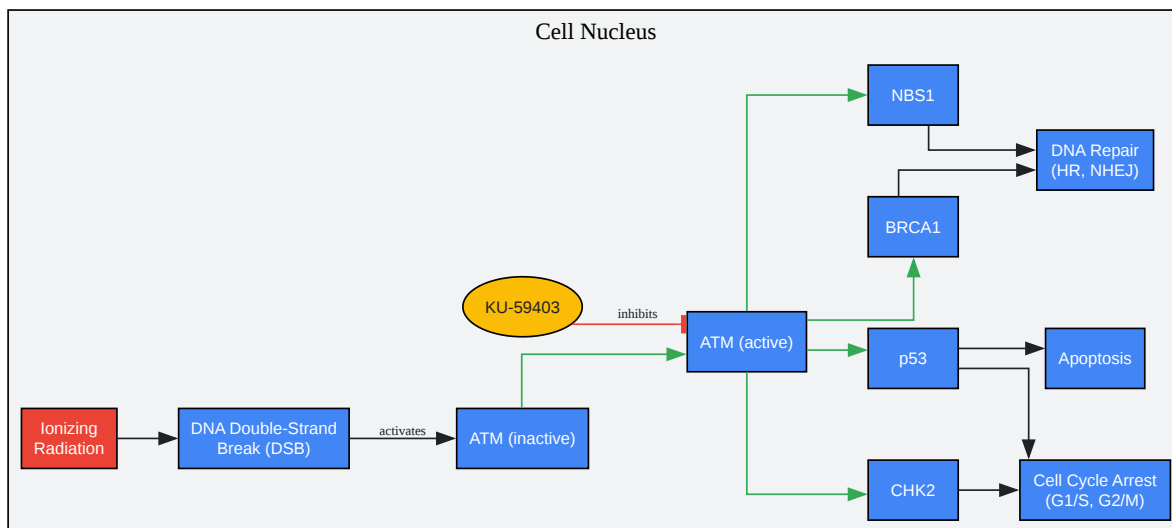 Cell Nucleus
NBS1
DNA Repair
(HR, NHEJ)
BRCA1
KU-59403
inhibits
ATM (active)
p53
Apoptosis
Ionizing
Radiation
DNA Double-Strand
Break (DSB)
activates
ATM (inactive)
CHK2
Cell Cycle Arrest
(G1/S, G2/M)